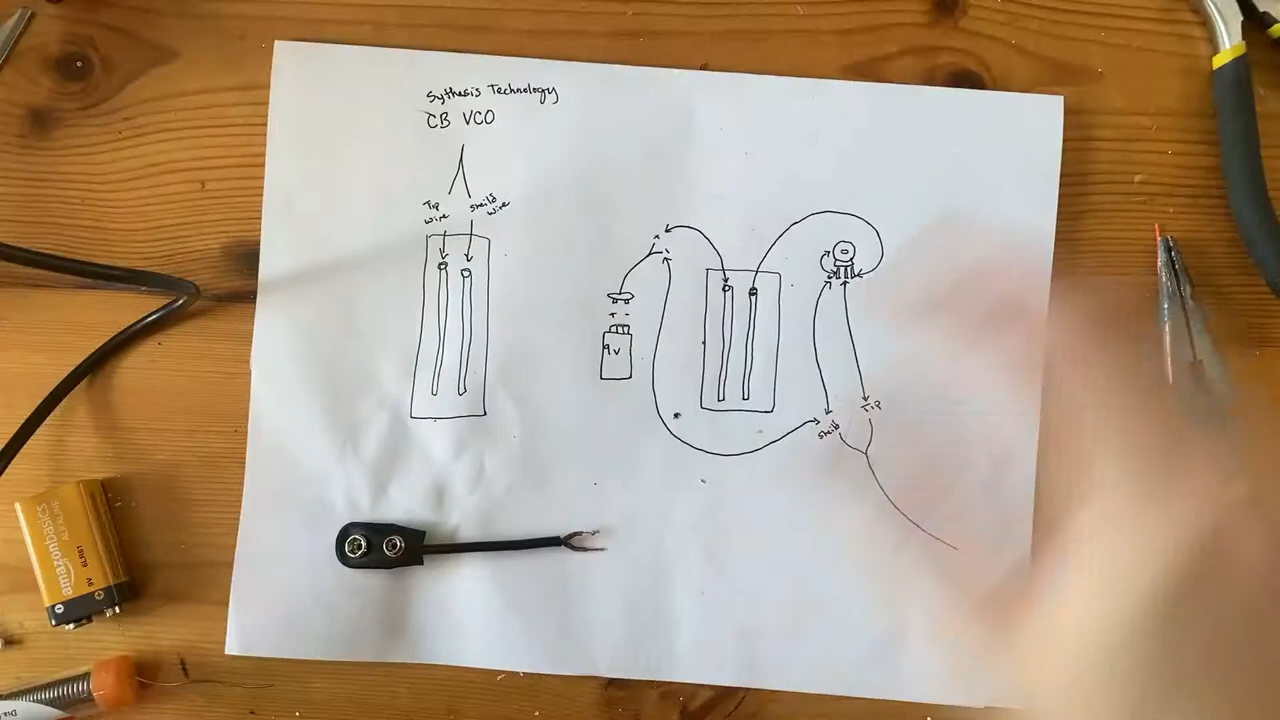 Sythesis Technology
CB VCO
Tip wire
sheild wire
+
-
+ -
9v
sheild
Tip
amazonbasics
ALKALINE
9V 6LR61